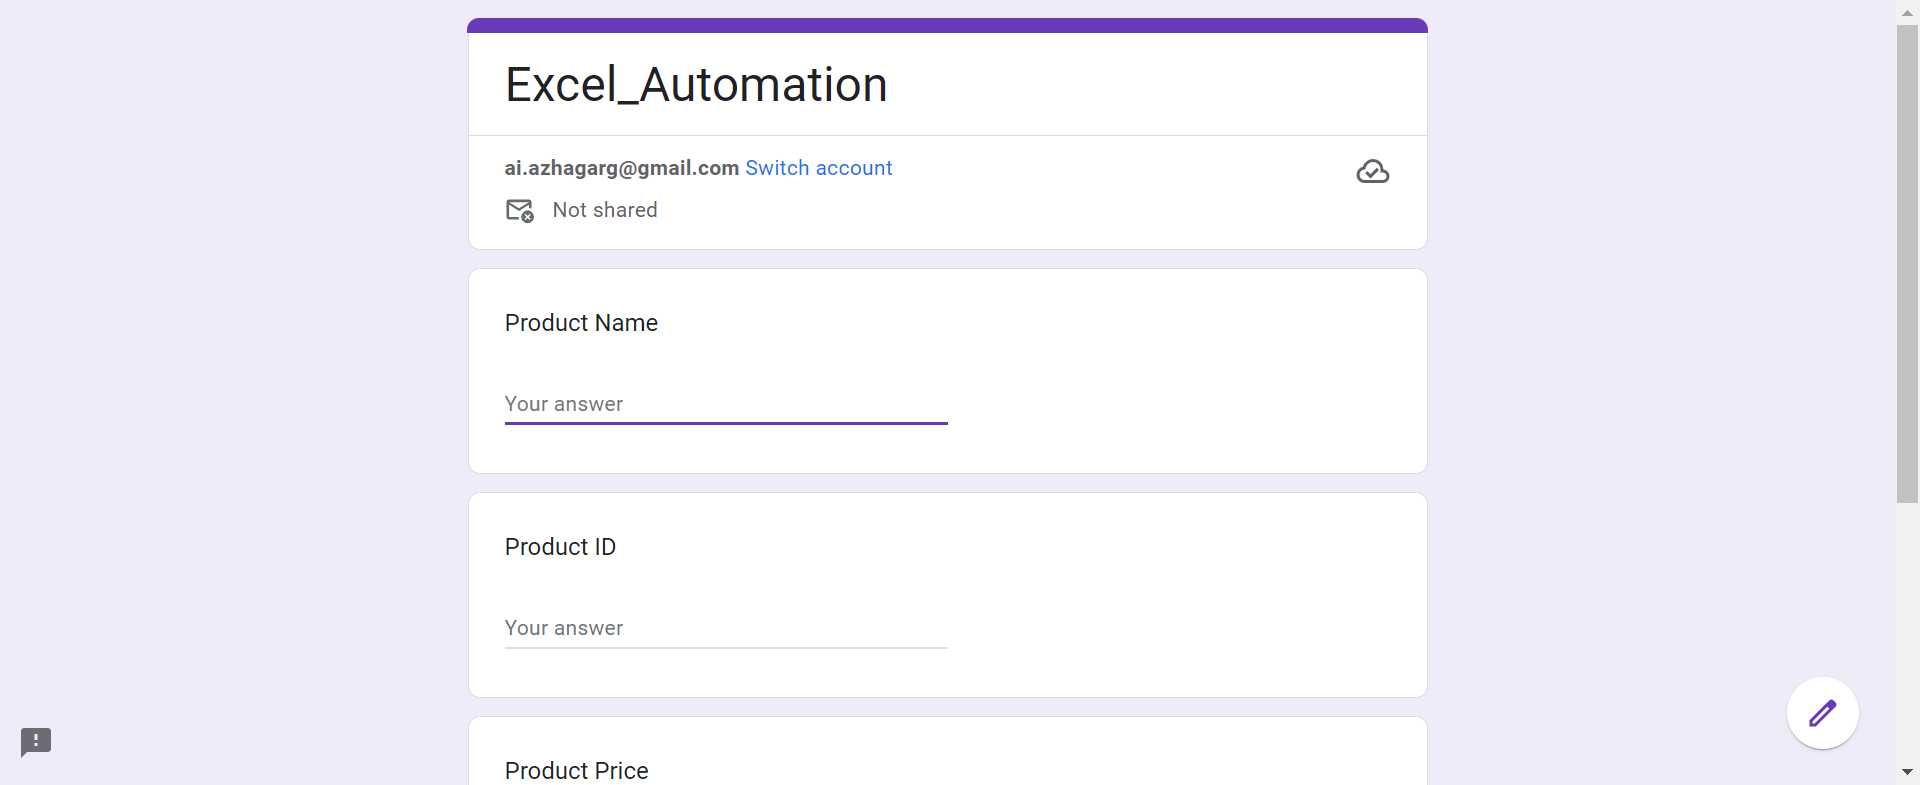 Excel_Automation
ai.azhagarg@gmail.com Switch account
Not shared
Product Name
Your answer
Product ID
Your answer
Product Price